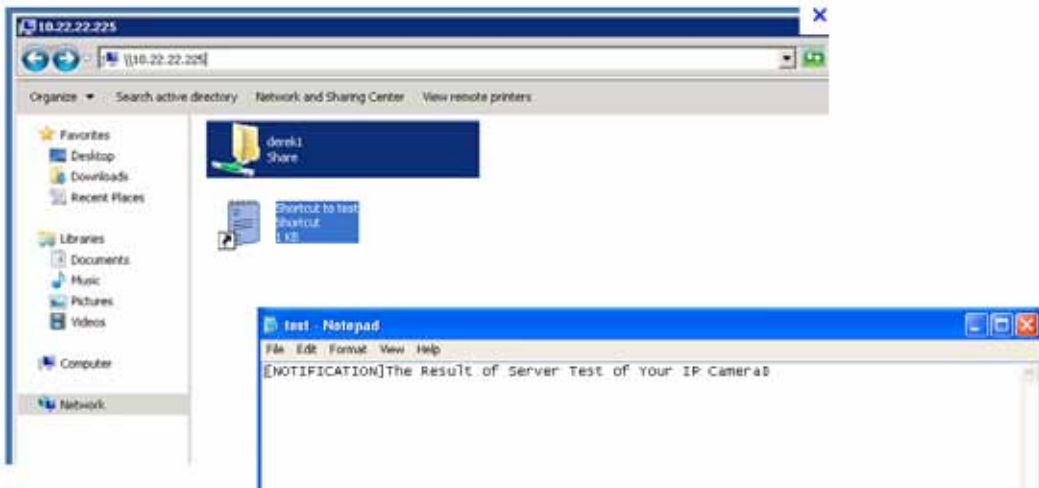 10.22.22.225
\\10.22.22.225
Organize Search active directory Network and Sharing Center View remote printers
Favorites
Desktop
Downloads
Recent Places
Libraries
Documents
Music
Pictures
Videos
Computer
Network
derek1
Share
Shortcut to test
Shortcut
1 KB
test - Notepad
File Edit Format View Help
[NOTIFICATION]The Result of Server Test of Your IP Camera